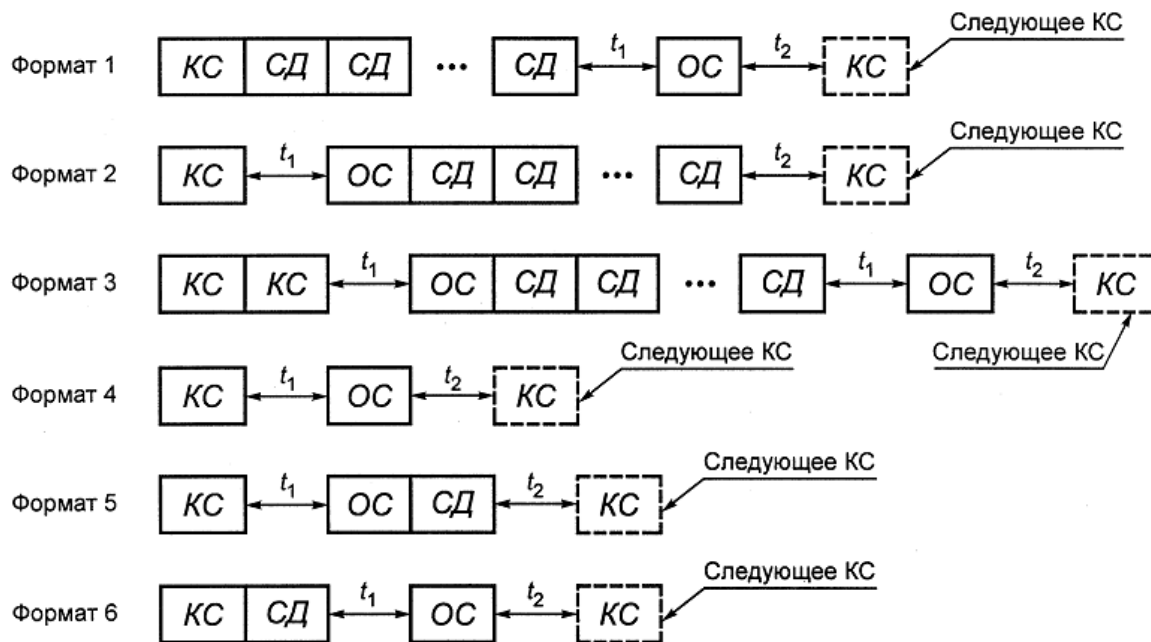 Следующее КС
Формат 1 КС СД СД ••• СД t1 ОС t2 КС
Следующее КС
Формат 2 КС t1 ОС СД СД ••• СД t2 КС
Формат 3 КС КС t1 ОС СД СД ••• СД t1 ОС t2 КС
Следующее КС Следующее КС
Формат 4 КС t1 ОС t2 КС
Следующее КС
Формат 5 КС t1 ОС СД t2 КС
Следующее КС
Формат 6 КС СД t1 ОС t2 КС